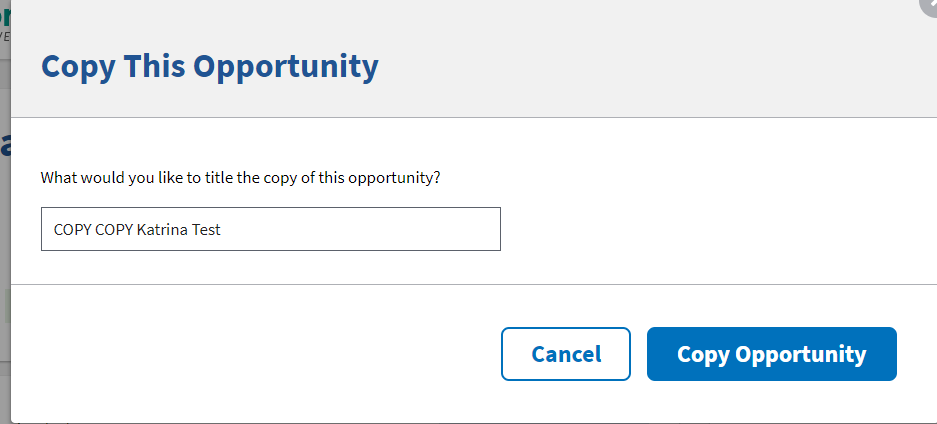 Copy This Opportunity
What would you like to title the copy of this opportunity?
COPY COPY Katrina Test
Cancel
Copy Opportunity